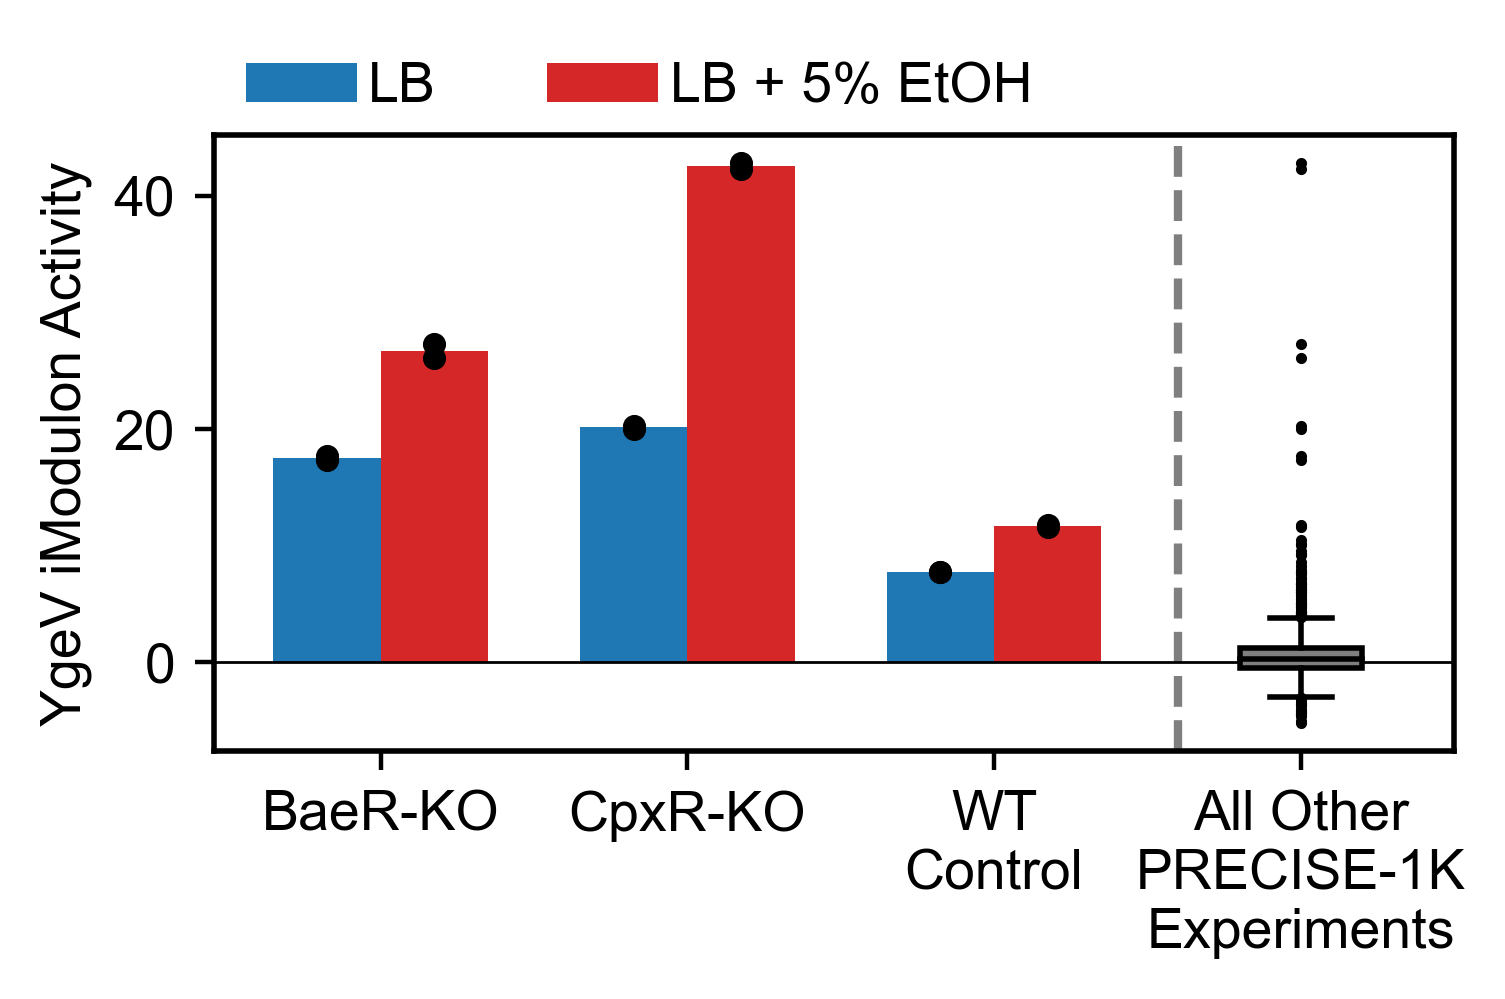 LB
LB + 5% EtOH
YgeV iModulon Activity
40
20
0
BaeR-KO
CpxR-KO
WT
Control
All Other
PRECISE-1K
Experiments